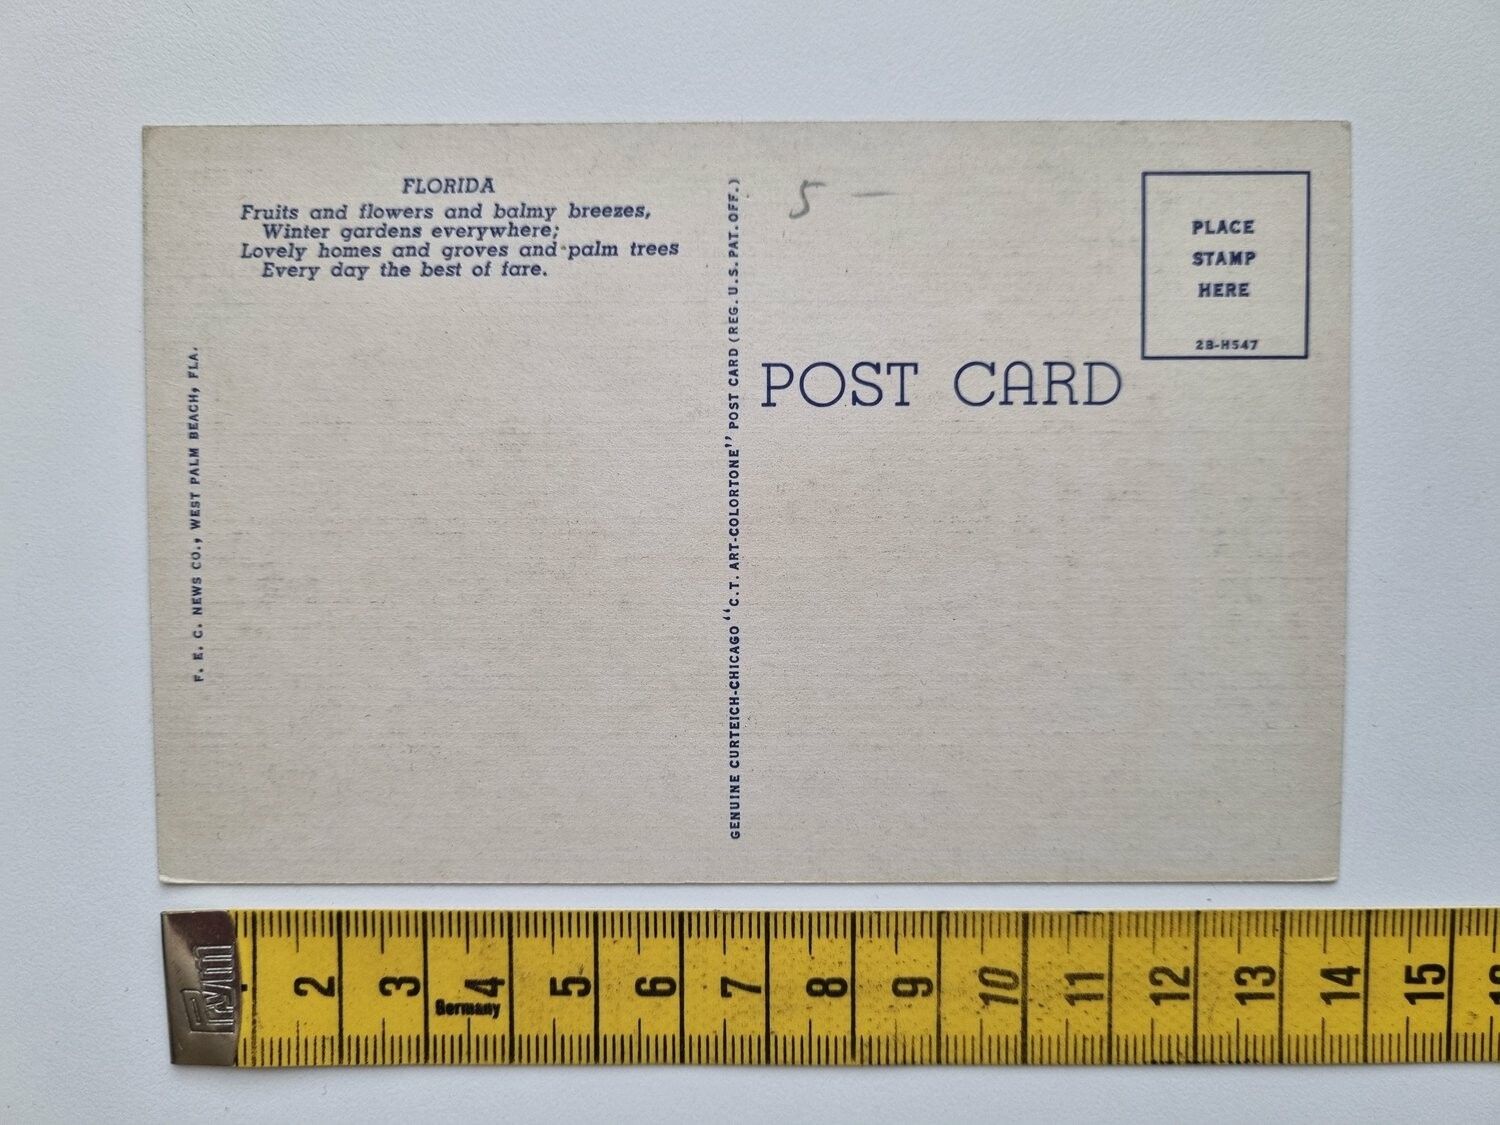 FLORIDA
Fruits and flowers and balmy breezes,
Winter gardens everywhere;
Lovely homes and groves and palm trees
Every day the best of fare.
F. E. C. NEWS CO., WEST PALM BEACH, FLA.
GENUINE CURTEICH-CHICAGO "C.T. ART-COLORTONE" POST CARD (REG. U.S. PAT. OFF.)
5 —
PLACE
STAMP
HERE
2B-H547
POST CARD
Prym
2 3 4 5 6 7 8 9 10 11 12 13 14 15 16
Germany